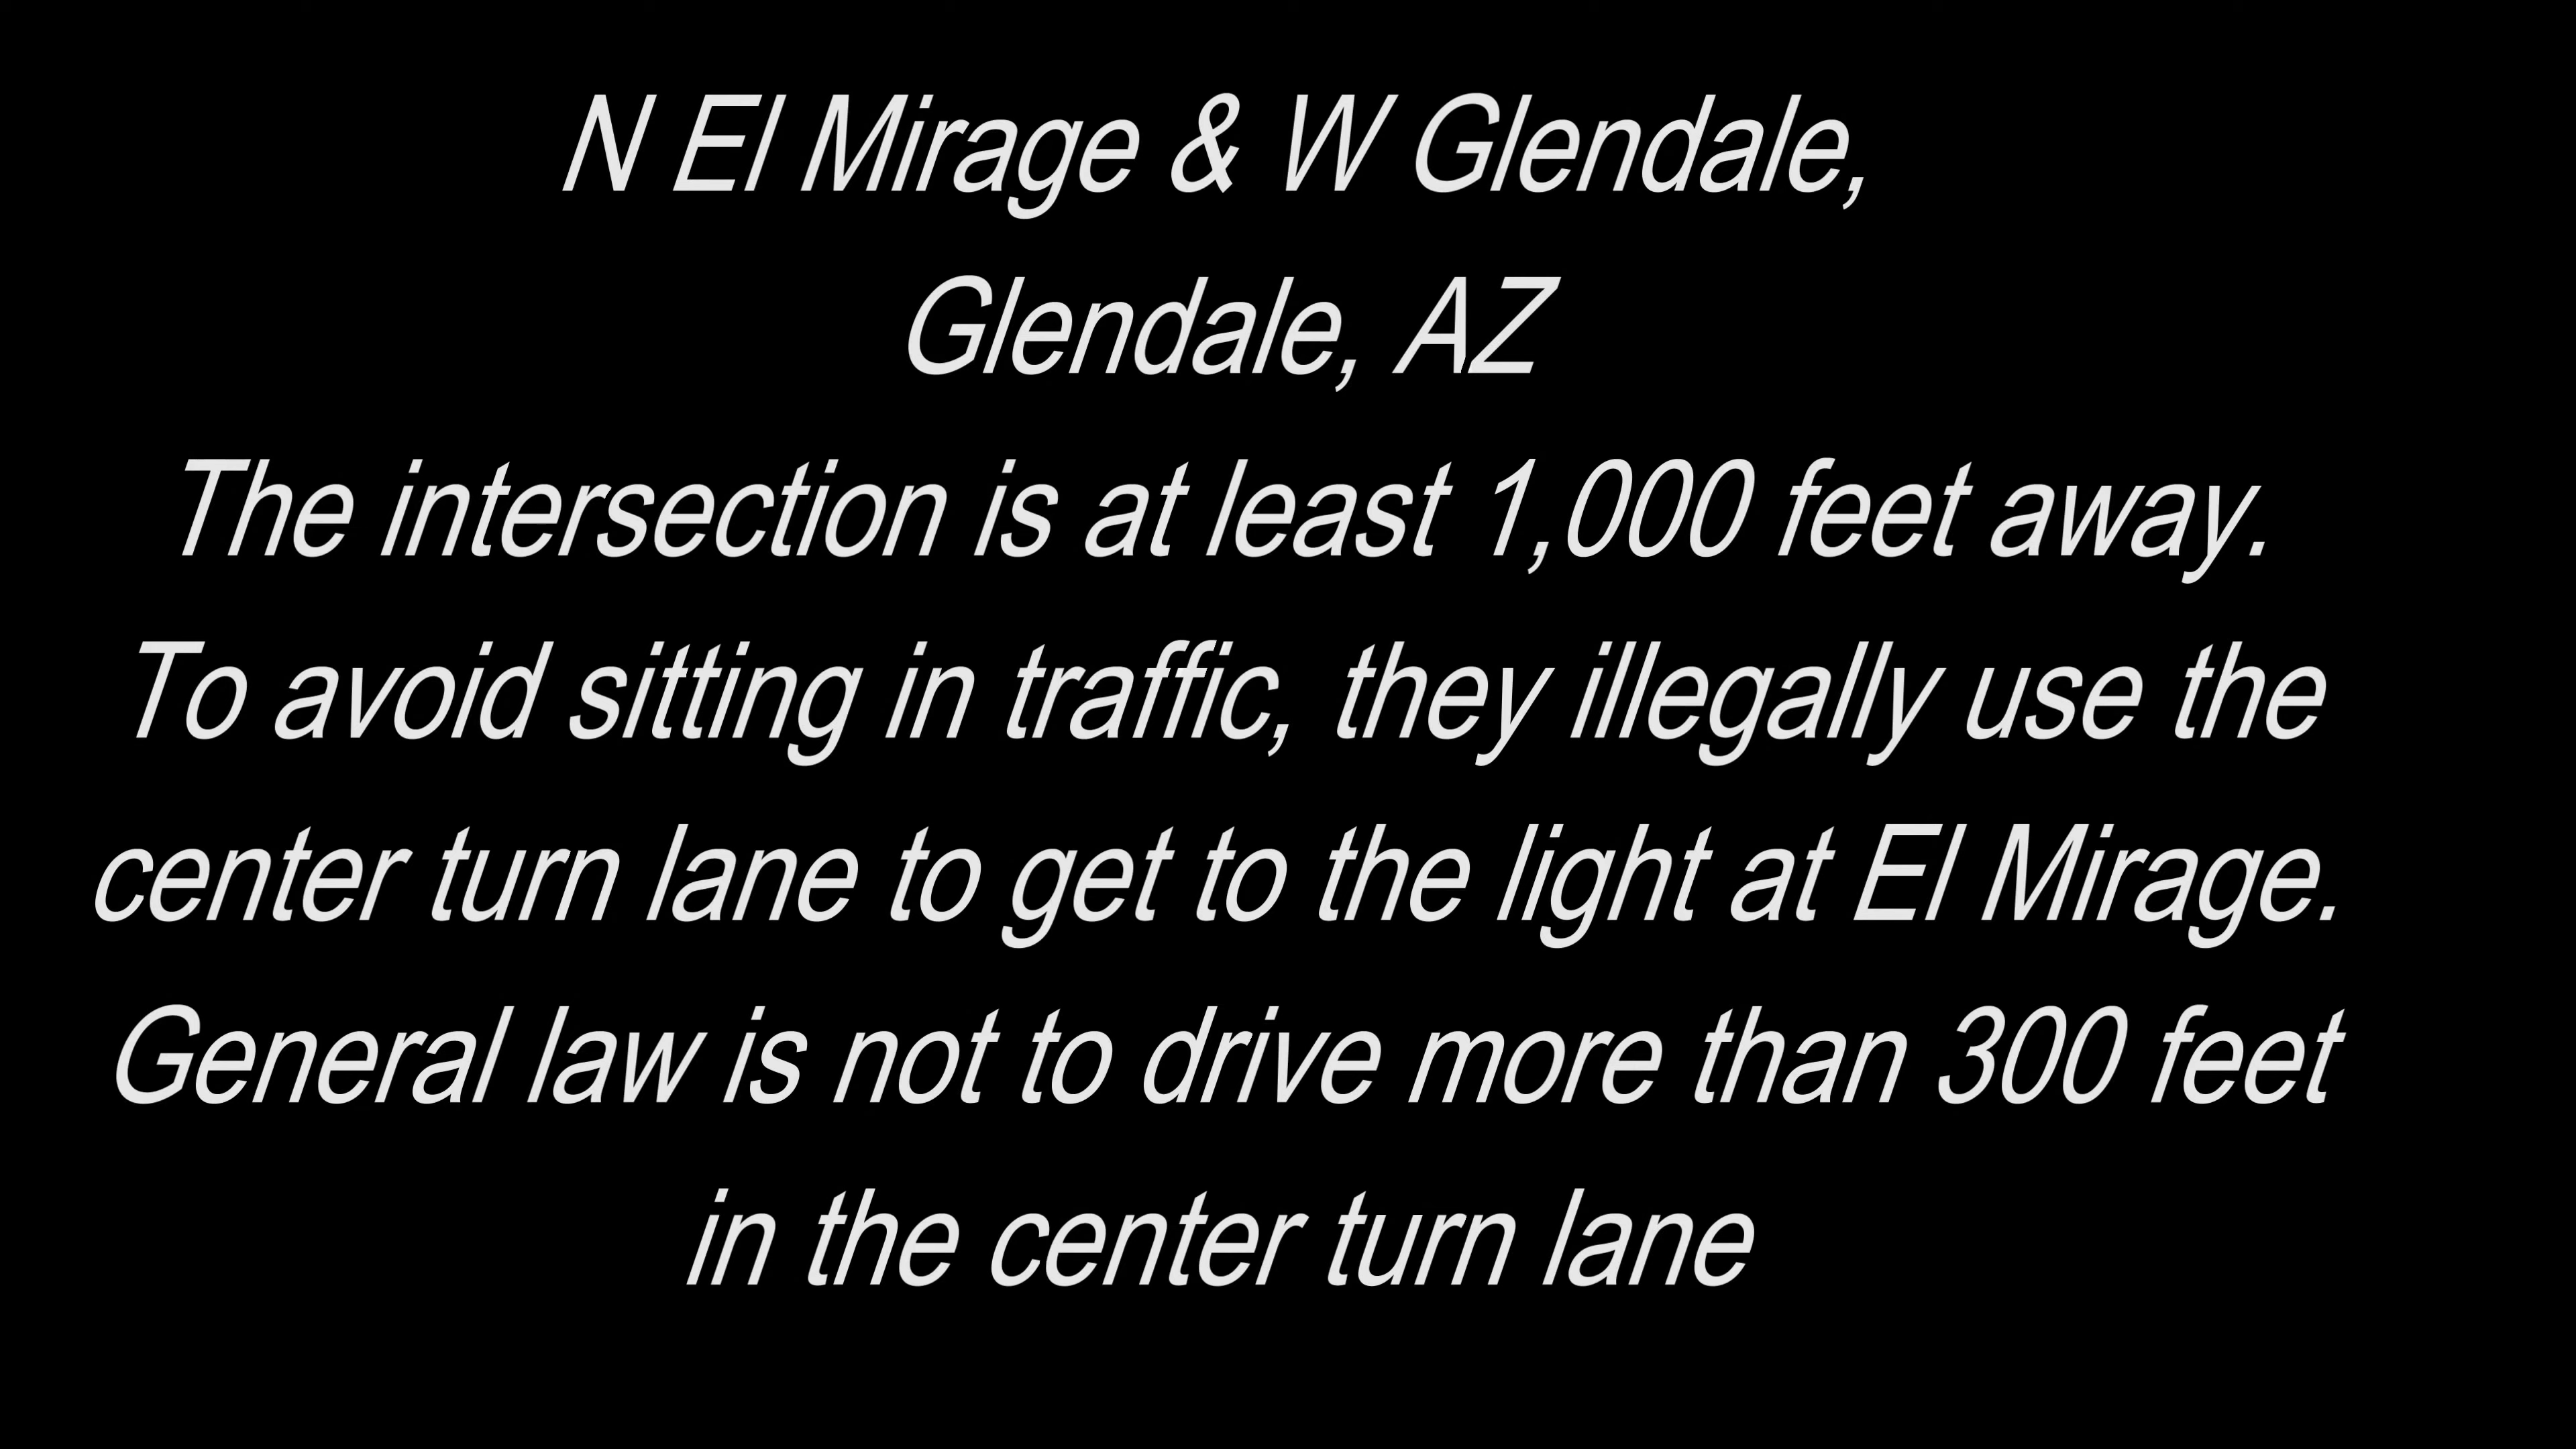 N El Mirage & W Glendale,
Glendale, AZ
The intersection is at least 1,000 feet away.
To avoid sitting in traffic, they illegally use the
center turn lane to get to the light at El Mirage.
General law is not to drive more than 300 feet
in the center turn lane